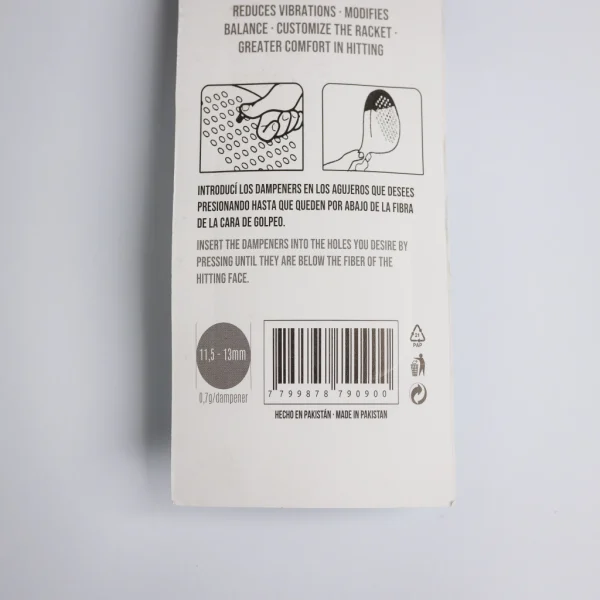 REDUCES VIBRATIONS · MODIFIES
BALANCE · CUSTOMIZE THE RACKET ·
GREATER COMFORT IN HITTING
INTRODUCÍ LOS DAMPENERS EN LOS AGUJEROS QUE DESEES
PRESIONANDO HASTA QUE QUEDEN POR ABAJO DE LA FIBRA
DE LA CARA DE GOLPEO.
INSERT THE DAMPENERS INTO THE HOLES YOU DESIRE BY
PRESSING UNTIL THEY ARE BELOW THE FIBER OF THE
HITTING FACE.
11,5 - 13mm
0,7g/dampener
7 799878 790900
HECHO EN PAKISTÁN · MADE IN PAKISTAN
21
PAP